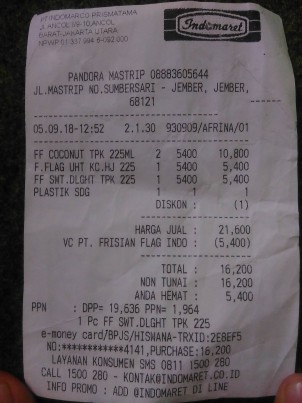 PT INDOMARCO PRISMATAMA
JL ANCOL I/9-10, ANCOL
BARAT, JAKARTA UTARA
NPWP 01.337.994.6-092.000
Indomaret
PANDORA MASTRIP 08883605644
JL.MASTRIP NO.SUMBERSARI - JEMBER, JEMBER,
68121
05.09.18-12:52 2.1.30 930909/AFRINA/01
FF COCONUT TPK 225ML 2 5400 10,800
F.FLAG UHT KC.HJ 225 1 5400 5,400
FF SWT.DLGHT TPK 225 1 5400 5,400
PLASTIK SDG 1 1 1
DISKON : (1)
HARGA JUAL : 21,600
VC PT. FRISIAN FLAG INDO : (5,400)
TOTAL : 16,200
NON TUNAI : 16,200
ANDA HEMAT : 5,400
PPN : DPP= 19,636 PPN= 1,964
1 Pc FF SWT.DLGHT TPK 225
e-money card/BPJS/HISWANA-TRXID:2E8EF5
NO:************4141,PURCHASE:16,200
LAYANAN KONSUMEN SMS 0811 1500 280
CALL 1500 280 - KONTAK@INDOMARET.CO.ID
INFO PROMO : ADD @INDOMARET DI LINE